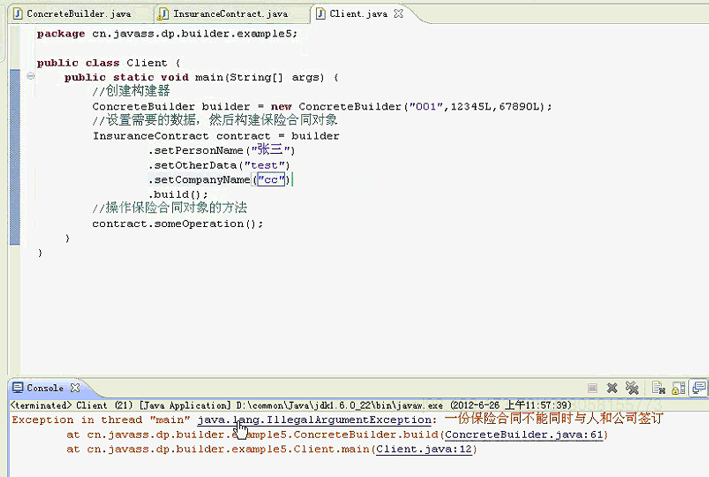 ConcreteBuilder.java InsuranceContract.java Client.java
package cn.javass.dp.builder.example5;
public class Client {
public static void main(String[] args) {
//创建构建器
ConcreteBuilder builder = new ConcreteBuilder("001",12345L,67890L);
//设置需要的数据，然后构建保险合同对象
InsuranceContract contract = builder
.setPersonName("张三")
.setOtherData("test")
.setCompanyName("cc")
.build();
//操作保险合同对象的方法
contract.someOperation();
}
}
Console
<terminated> Client (21) [Java Application] D:\common\Java\jdk1.6.0_22\bin\javaw.exe (2012-6-26 上午11:57:39)
Exception in thread "main" java.lang.IllegalArgumentException: 一份保险合同不能同时与人和公司签订
at cn.javass.dp.builder.example5.ConcreteBuilder.build(ConcreteBuilder.java:61)
at cn.javass.dp.builder.example5.Client.main(Client.java:12)